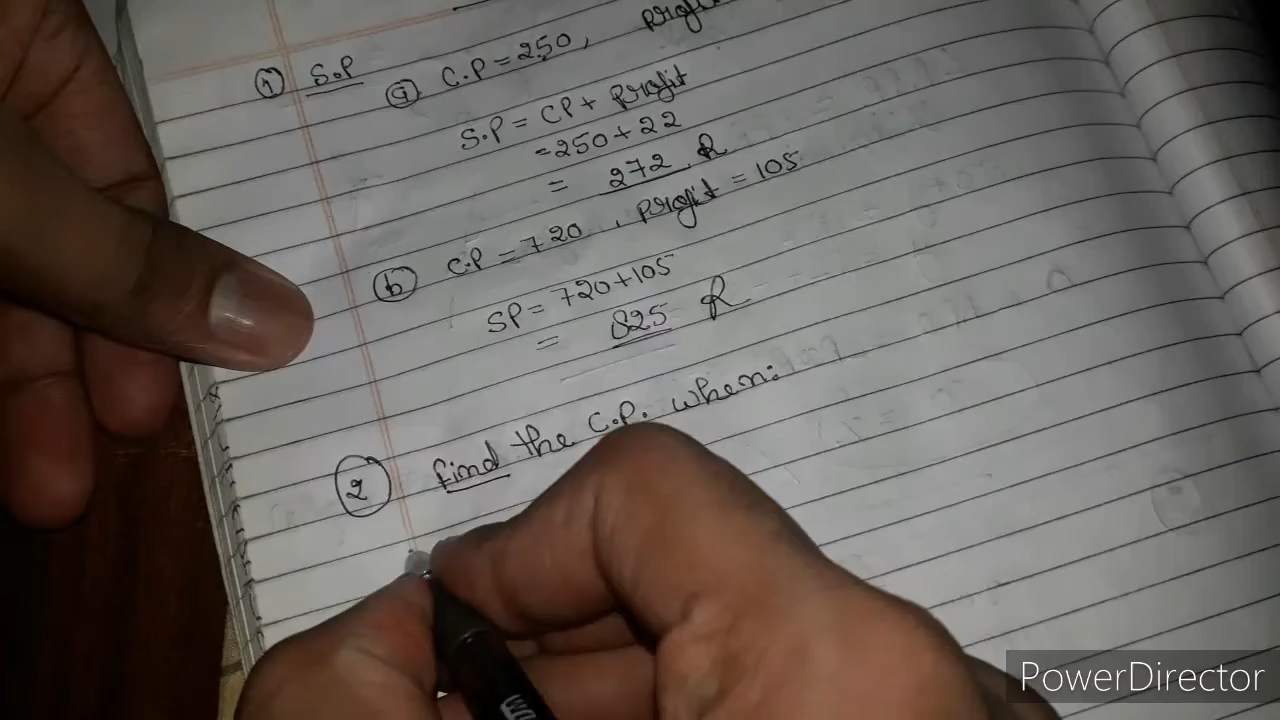 1 S.P
a C.P = 250, profit
S.P = CP + profit
= 250 + 22
= 272 R
b C.P = 720, profit = 105
SP = 720 + 105
= 825 R
2 find the C.P. when:
PowerDirector